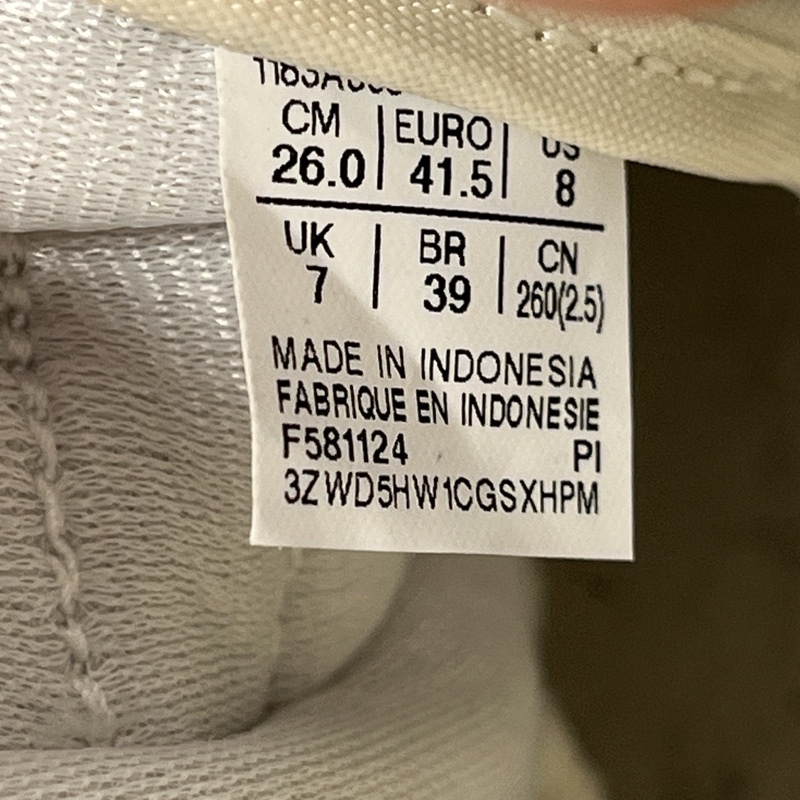 CM EURO US
26.0 41.5 8
UK BR CN
7 39 260(2.5)
MADE IN INDONESIA
FABRIQUE EN INDONESIE
F581124 PI
3ZWD5HW1CGSXHPM